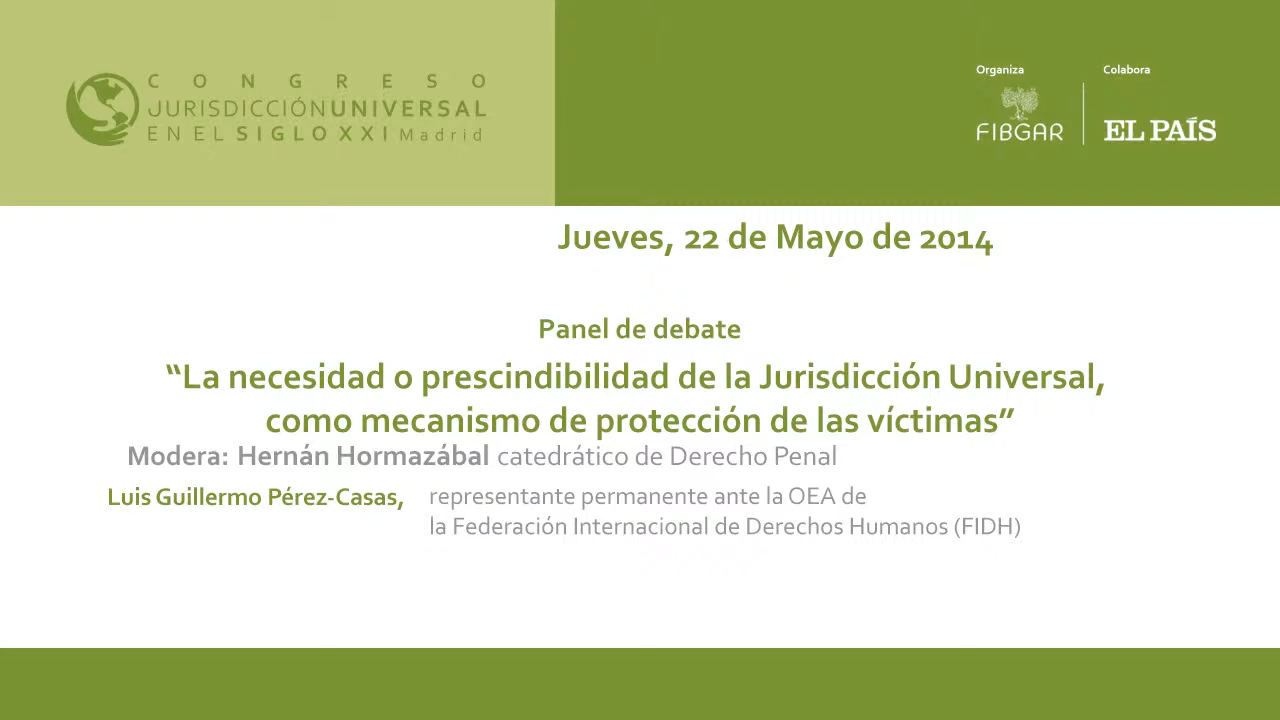 CONGRESO
JURISDICCIÓN UNIVERSAL
EN EL SIGLO XXI Madrid
Organiza
FIBGAR
Colabora
EL PAÍS
Jueves, 22 de Mayo de 2014
Panel de debate
“La necesidad o prescindibilidad de la Jurisdicción Universal,
como mecanismo de protección de las víctimas”
Modera: Hernán Hormazábal catedrático de Derecho Penal
Luis Guillermo Pérez-Casas, representante permanente ante la OEA de
la Federación Internacional de Derechos Humanos (FIDH)